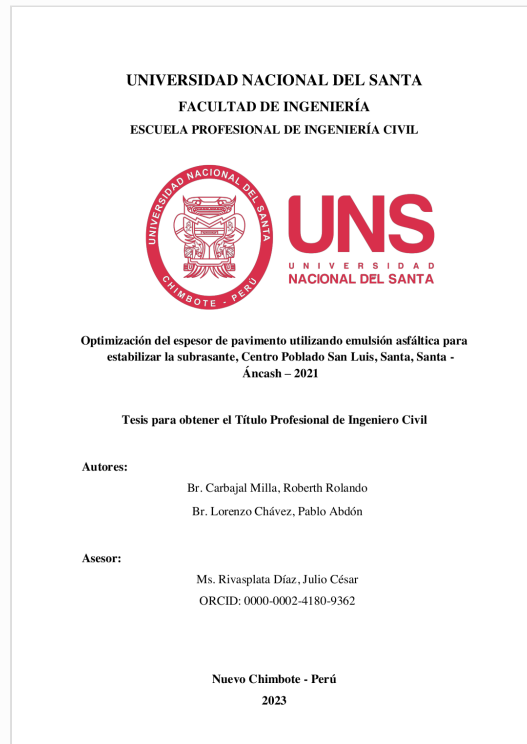 UNIVERSIDAD NACIONAL DEL SANTA
FACULTAD DE INGENIERÍA
ESCUELA PROFESIONAL DE INGENIERÍA CIVIL
UNIVERSIDAD NACIONAL DEL SANTA
CHIMBOTE - PERÚ
UNS
UNIVERSIDAD
NACIONAL DEL SANTA
Optimización del espesor de pavimento utilizando emulsión asfáltica para
estabilizar la subrasante, Centro Poblado San Luis, Santa, Santa -
Áncash – 2021
Tesis para obtener el Título Profesional de Ingeniero Civil
Autores:
Br. Carbajal Milla, Roberth Rolando
Br. Lorenzo Chávez, Pablo Abdón
Asesor:
Ms. Rivasplata Díaz, Julio César
ORCID: 0000-0002-4180-9362
Nuevo Chimbote - Perú
2023